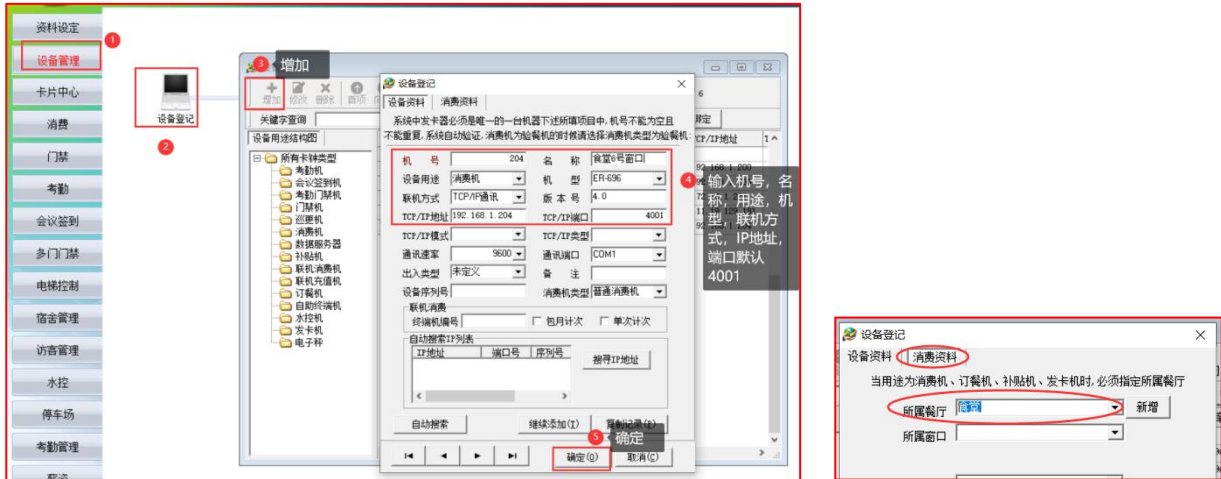 资料设定
设备管理
卡片中心
消费
门禁
考勤
会议签到
多门门禁
电梯控制
宿舍管理
访客管理
水控
停车场
考勤管理
薪资
1
设备登记
2
3 增加
增加 修改 删除 首项
6
关键字查询
绑定
设备用途结构图
CP/IP地址
所有卡钟类型
考勤机
会议签到机
考勤门禁机
门禁机
巡更机
消费机
数据服务器
补贴机
联机消费机
联机充值机
订餐机
自助终端机
水控机
发卡机
电子秤
92.168.1.200
设备登记
设备资料 消费资料
系统中发卡器必须是唯一的一台机器下述所填项目中,机号不能为空且
不能重复,系统自动验证,消费机为验餐机的时候请选择消费机类型为验餐机
机 号 204 名 称 食堂6号窗口
设备用途 消费机 机 型 ER-696
联机方式 TCP/IP通讯 版 本 号 4.0
TCP/IP地址 192.168.1.204 TCP/IP端口 4001
TCP/IP模式 TCP/IP类型
通讯速率 9600 通讯端口 COM1
出入类型 未定义 备 注
设备序列号 消费机类型 普通消费机
联机消费
终端机编号 包月计次 单次计次
自动搜索IP列表
IP地址 端口号 序列号
搜寻IP地址
自动搜索 继续添加(I) 复制记录(P)
确定(O) 取消(C)
4 输入机号，名
称，用途，机
型，联机方
式，IP地址，
端口默认
4001
5 确定
设备登记
设备资料 消费资料
当用途为消费机、订餐机、补贴机、发卡机时,必须指定所属餐厅
所属餐厅 食堂 新增
所属窗口